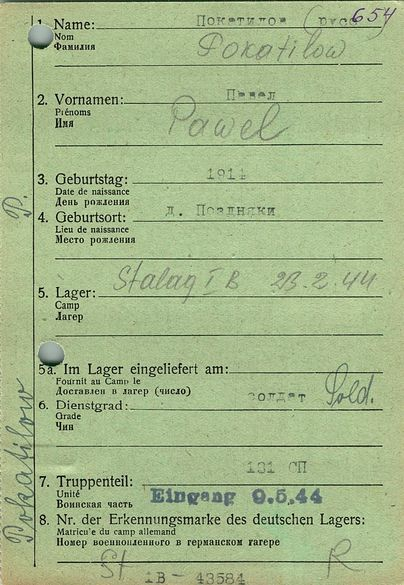 654
1. Name: Покатилов (русс
Nom
Фамилия
Pokatilow
2. Vornamen: Павел
Prénoms
Имя
Pawel
3. Geburtstag: 1911
Date de naissance
День рождения
4. Geburtsort: д. Поздняки
Lieu de naissance
Место рождения
5. Lager: Stalag I B 23.2.44
Camp
Лагер
5a. Im Lager eingeliefert am:
Fournit au Camp le
Доставлен в лагер (число)
6. Dienstgrad: солдат Sold.
Grade
Чин
7. Truppenteil: 131 СП
Unité
Воинская часть
Eingang 9.5.44
8. Nr. der Erkennungsmarke des deutschen Lagers:
Matricu'e du camp allemand
Номер военнопленного в германском лагере
St R
IB - 43584
Pokatilow P.